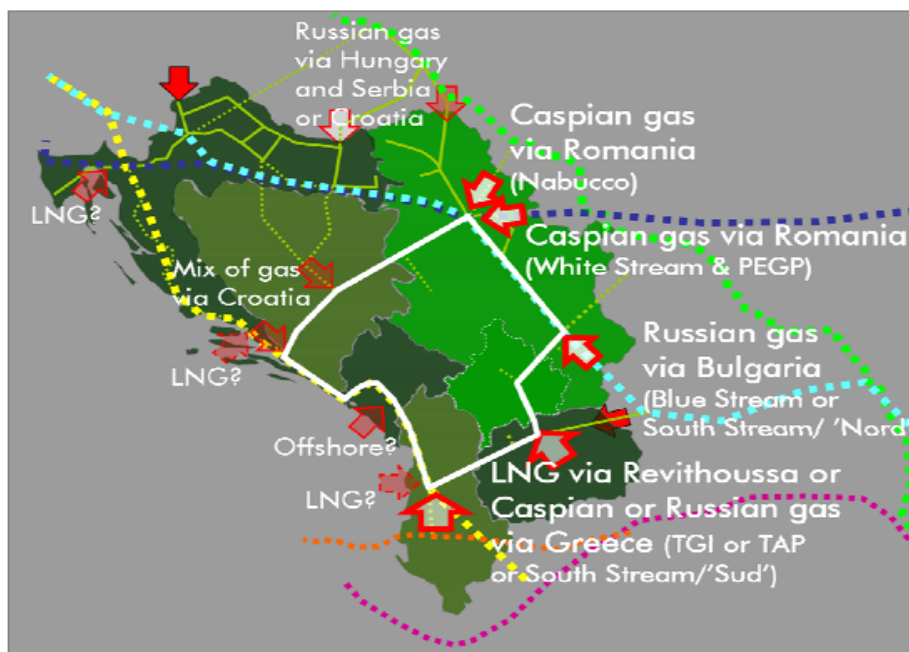 Russian gas
via Hungary
and Serbia
or Croatia
Caspian gas
via Romania
(Nabucco)
LNG?
Caspian gas via Romania
(White Stream & PEGP)
Mix of gas
via Croatia
LNG?
Russian gas
via Bulgaria
(Blue Stream or
South Stream/ 'Nord'
Offshore?
LNG?
LNG via Revithoussa or
Caspian or Russian gas
via Greece (TGI or TAP
or South Stream/'Sud')